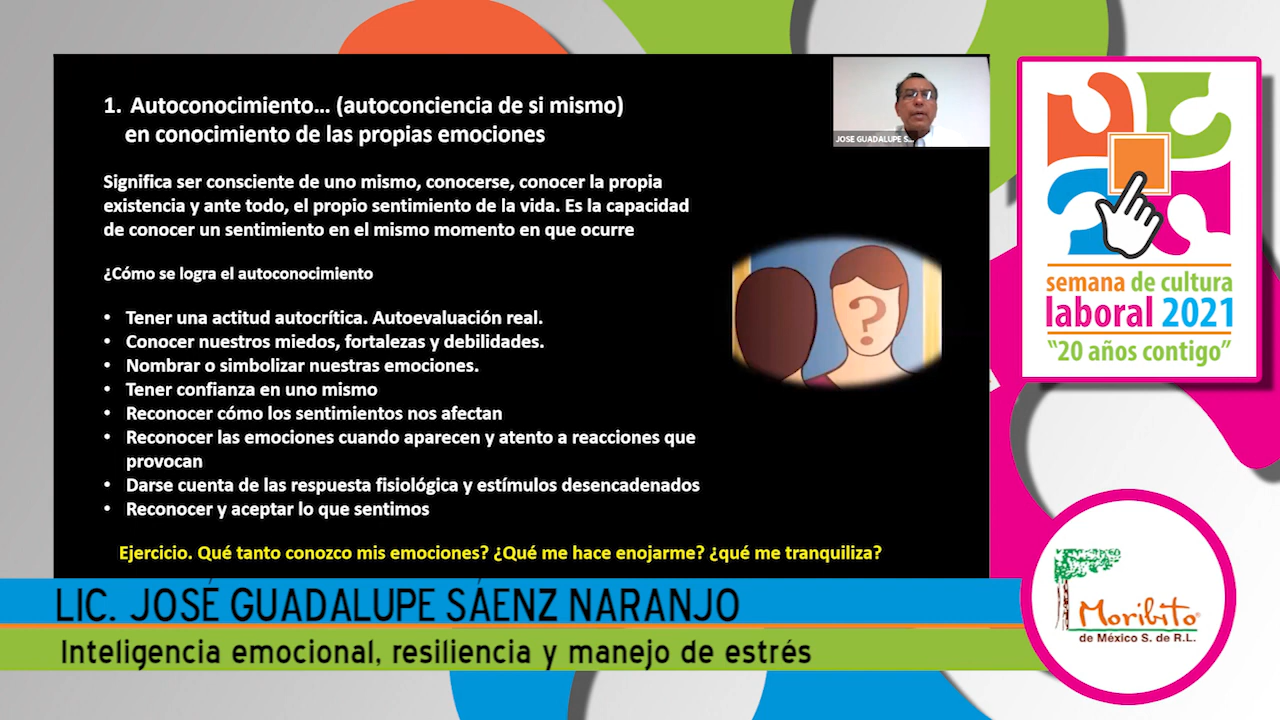 1. Autoconocimiento... (autoconciencia de si mismo)
en conocimiento de las propias emociones
JOSE GUADALUPE S...
Significa ser consciente de uno mismo, conocerse, conocer la propia
existencia y ante todo, el propio sentimiento de la vida. Es la capacidad
de conocer un sentimiento en el mismo momento en que ocurre
¿Cómo se logra el autoconocimiento
• Tener una actitud autocrítica. Autoevaluación real.
• Conocer nuestros miedos, fortalezas y debilidades.
• Nombrar o simbolizar nuestras emociones.
• Tener confianza en uno mismo
• Reconocer cómo los sentimientos nos afectan
• Reconocer las emociones cuando aparecen y atento a reacciones que
provocan
• Darse cuenta de las respuesta fisiológica y estímulos desencadenados
• Reconocer y aceptar lo que sentimos
Ejercicio. Qué tanto conozco mis emociones? ¿Qué me hace enojarme? ¿qué me tranquiliza?
?
semana de cultura
laboral 2021
"20 años contigo"
LIC. JOSÉ GUADALUPE SÁENZ NARANJO
Inteligencia emocional, resiliencia y manejo de estrés
Moribito®
de México S. de R.L.